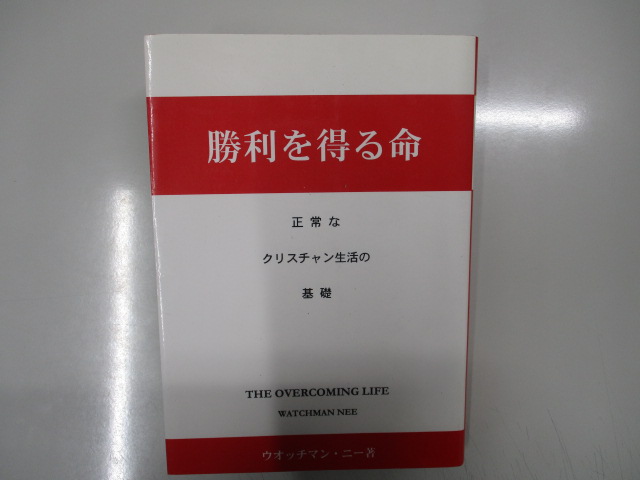 勝利を得る命
正常な
クリスチャン生活の
基礎
THE OVERCOMING LIFE
WATCHMAN NEE
ウオッチマン・ニー著